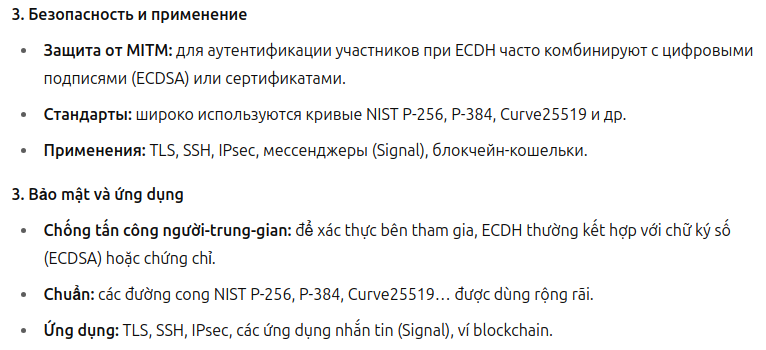 3. Безопасность и применение
• Защита от MITM: для аутентификации участников при ECDH часто комбинируют с цифровыми
подписями (ECDSA) или сертификатами.
• Стандарты: широко используются кривые NIST P-256, P-384, Curve25519 и др.
• Применения: TLS, SSH, IPsec, мессенджеры (Signal), блокчейн-кошельки.
3. Bảo mật và ứng dụng
• Chống tấn công người-trung-gian: để xác thực bên tham gia, ECDH thường kết hợp với chữ ký số
(ECDSA) hoặc chứng chỉ.
• Chuẩn: các đường cong NIST P-256, P-384, Curve25519… được dùng rộng rãi.
• Ứng dụng: TLS, SSH, IPsec, các ứng dụng nhắn tin (Signal), ví blockchain.